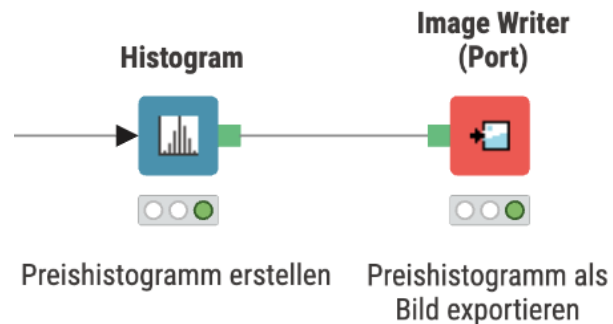 Histogram
Image Writer
(Port)
Preishistogramm erstellen
Preishistogramm als
Bild exportieren